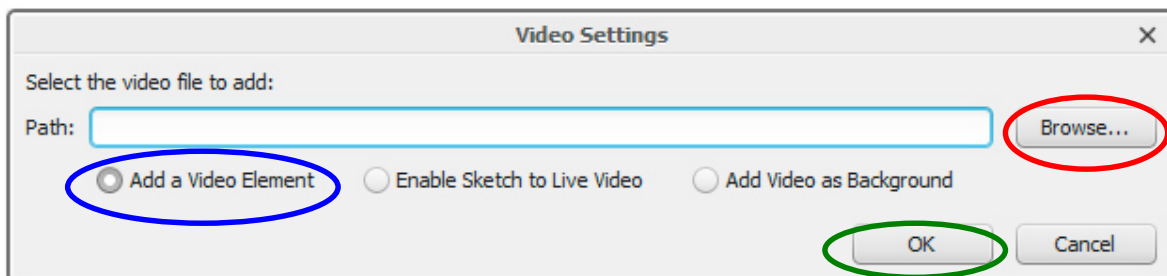 Video Settings
Select the video file to add:
Path: Browse...
Add a Video Element Enable Sketch to Live Video Add Video as Background
OK Cancel